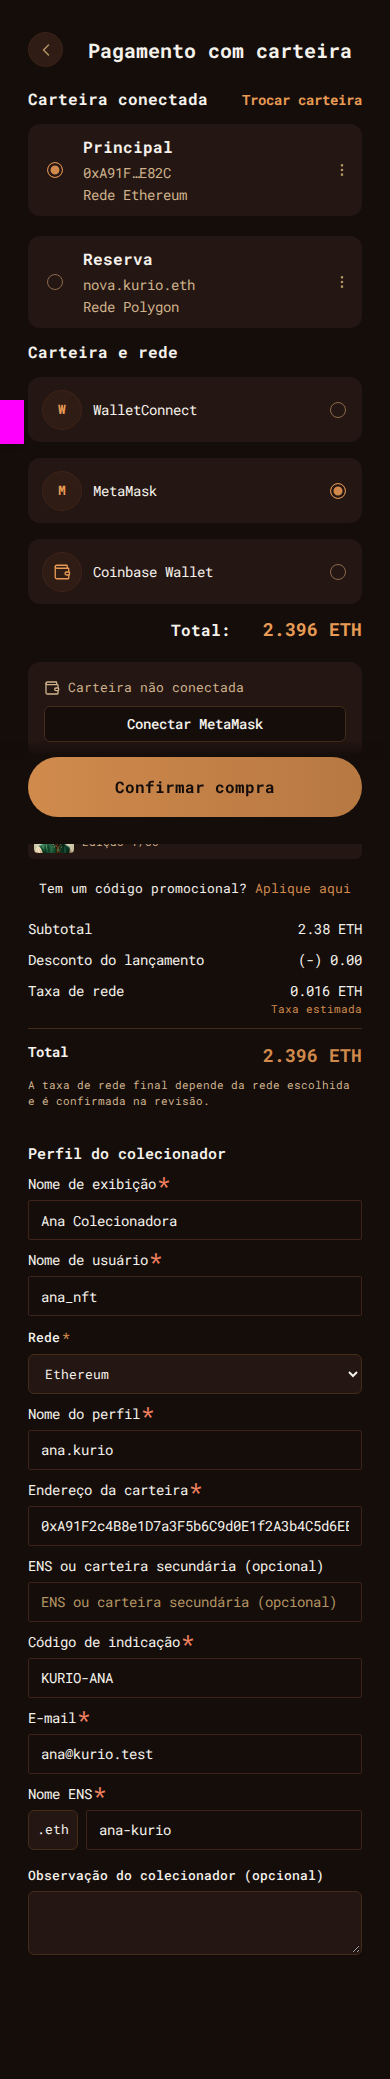 Pagamento com carteira
Carteira conectada
Trocar carteira
Principal
0xA91F…E82C
Rede Ethereum
Reserva
nova.kurio.eth
Rede Polygon
Carteira e rede
W
WalletConnect
M
MetaMask
Coinbase Wallet
Total: 2.396 ETH
Carteira não conectada
Conectar MetaMask
Confirmar compra
Tem um código promocional? Aplique aqui
Subtotal 2.38 ETH
Desconto do lançamento (-) 0.00
Taxa de rede 0.016 ETH
Taxa estimada
Total 2.396 ETH
A taxa de rede final depende da rede escolhida
e é confirmada na revisão.
Perfil do colecionador
Nome de exibição*
Ana Colecionadora
Nome de usuário*
ana_nft
Rede*
Ethereum
Nome do perfil*
ana.kurio
Endereço da carteira*
0xA91F2c4B8e1D7a3F5b6C9d0E1f2A3b4C5d6EE
ENS ou carteira secundária (opcional)
ENS ou carteira secundária (opcional)
Código de indicação*
KURIO-ANA
E-mail*
ana@kurio.test
Nome ENS*
.eth
ana-kurio
Observação do colecionador (opcional)